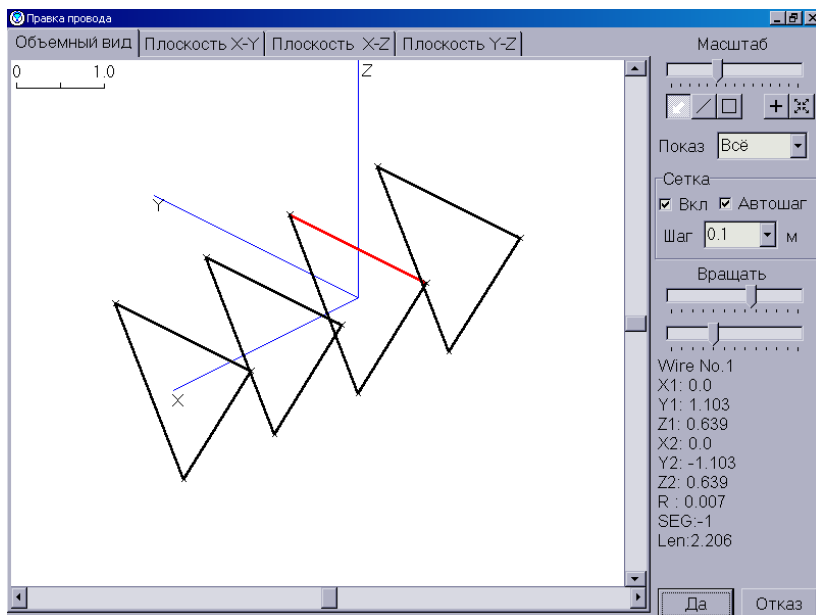 Правка провода
Объемный вид Плоскость X-Y Плоскость X-Z Плоскость Y-Z
0 1.0
Z
Y
X
Масштаб
Показ Всё
Сетка
Вкл Автошаг
Шаг 0.1 м
Вращать
Wire No.1
X1: 0.0
Y1: 1.103
Z1: 0.639
X2: 0.0
Y2: -1.103
Z2: 0.639
R : 0.007
SEG:-1
Len:2.206
Да Отказ